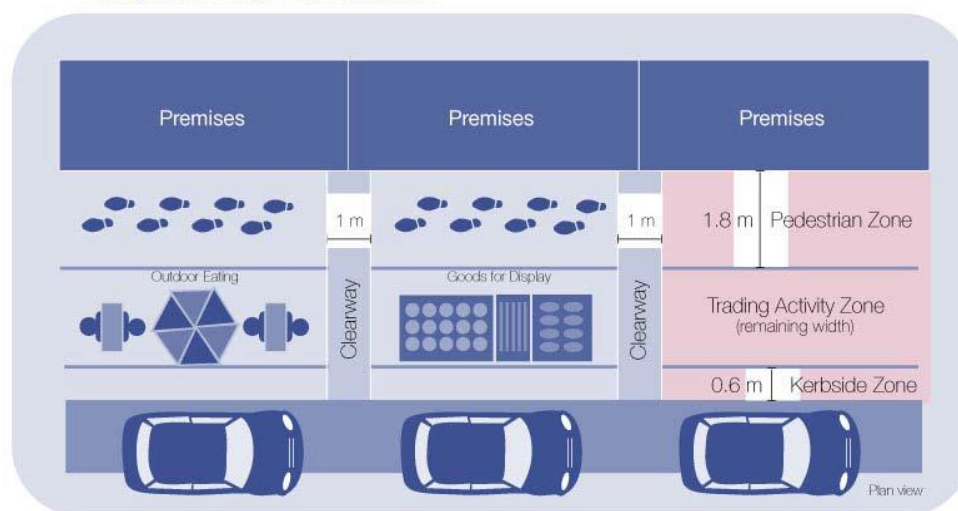 Premises
Premises
Premises
1 m
1 m
1.8 m
Pedestrian Zone
Outdoor Eating
Goods for Display
Clearway
Clearway
Trading Activity Zone
(remaining width)
0.6 m
Kerbside Zone
Plan view